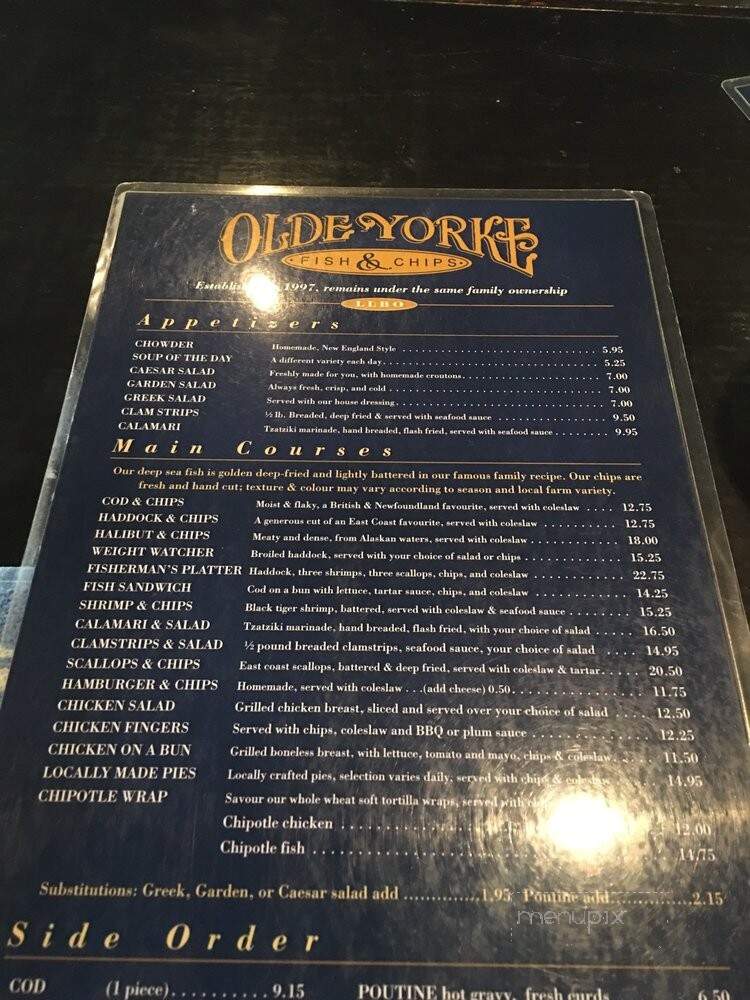 OLDE YORKE
FISH & CHIPS
Establis 1997, remains under the same family ownership
LLBO
Appetizers
CHOWDER Homemade, New England Style 5.95
SOUP OF THE DAY A different variety each day 5.25
CAESAR SALAD Freshly made for you, with homemade croutons 7.00
GARDEN SALAD Always fresh, crisp, and cold 7.00
GREEK SALAD Served with our house dressing 7.00
CLAM STRIPS ½ lb. Breaded, deep fried & served with seafood sauce 9.50
CALAMARI Tzatziki marinade, hand breaded, flash fried, served with seafood sauce 9.95
Main Courses
Our deep sea fish is golden deep-fried and lightly battered in our famous family recipe. Our chips are
fresh and hand cut; texture & colour may vary according to season and local farm variety.
COD & CHIPS Moist & flaky, a British & Newfoundland favourite, served with coleslaw 12.75
HADDOCK & CHIPS A generous cut of an East Coast favourite, served with coleslaw 12.75
HALIBUT & CHIPS Meaty and dense, from Alaskan waters, served with coleslaw 18.00
WEIGHT WATCHER Broiled haddock, served with your choice of salad or chips 15.25
FISHERMAN'S PLATTER Haddock, three shrimps, three scallops, chips, and coleslaw 22.75
FISH SANDWICH Cod on a bun with lettuce, tartar sauce, chips, and coleslaw 14.25
SHRIMP & CHIPS Black tiger shrimp, battered, served with coleslaw & seafood sauce 15.25
CALAMARI & SALAD Tzatziki marinade, hand breaded, flash fried, with your choice of salad 16.50
CLAMSTRIPS & SALAD ½ pound breaded clamstrips, seafood sauce, your choice of salad 14.95
SCALLOPS & CHIPS East coast scallops, battered & deep fried, served with coleslaw & tartar 20.50
HAMBURGER & CHIPS Homemade, served with coleslaw . . .(add cheese) 0.50 11.75
CHICKEN SALAD Grilled chicken breast, sliced and served over your choice of salad 12.50
CHICKEN FINGERS Served with chips, coleslaw and BBQ or plum sauce 12.25
CHICKEN ON A BUN Grilled boneless breast, with lettuce, tomato and mayo, chips & coleslaw 11.50
LOCALLY MADE PIES Locally crafted pies, selection varies daily, served with chips & coleslaw 14.95
CHIPOTLE WRAP Savour our whole wheat soft tortilla wraps, served with
Chipotle chicken 12.00
Chipotle fish 14.75
Substitutions: Greek, Garden, or Caesar salad add 1.95 Poutine add 2.15
Side Order
COD (1 piece) 9.15 POUTINE hot gravy, fresh curds 6.50
menupix